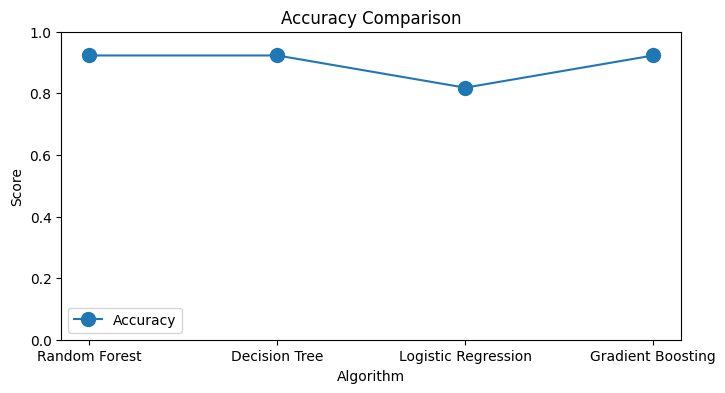 Accuracy Comparison
1.0
0.8
0.6
0.4
0.2
0.0
Score
Accuracy
Random Forest Decision Tree Logistic Regression Gradient Boosting
Algorithm